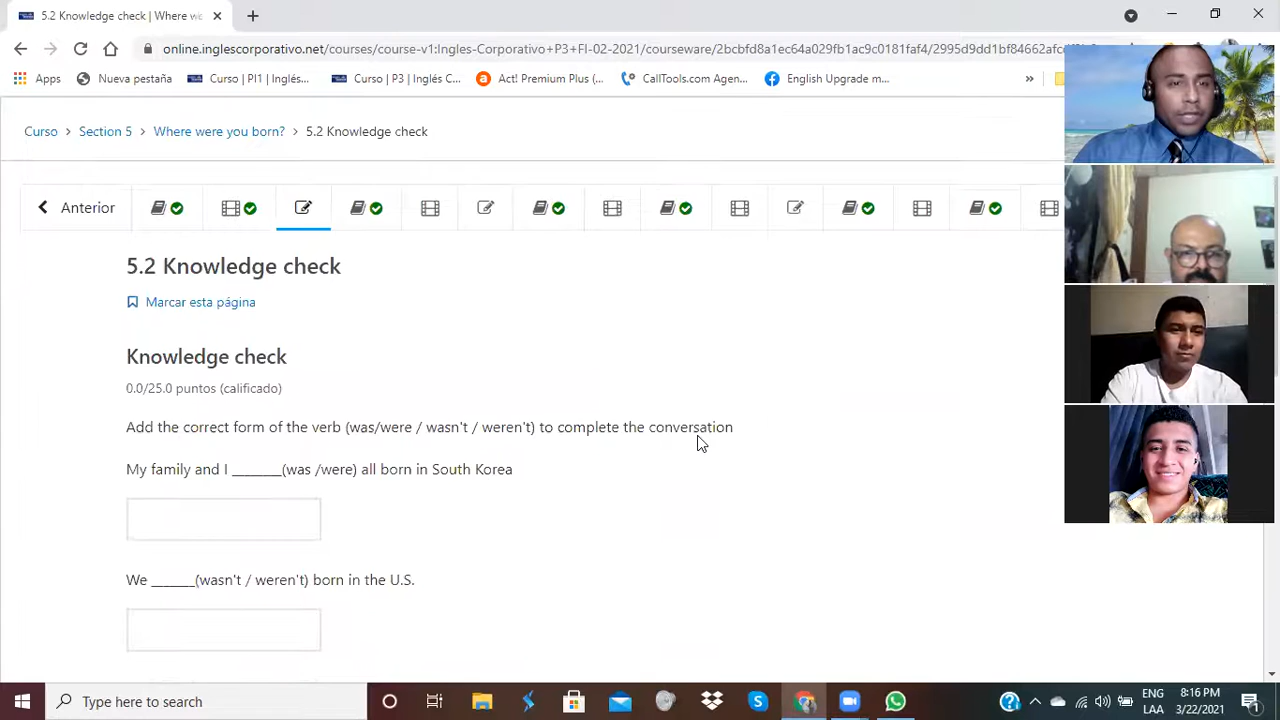 5.2 Knowledge check | Where we
online.inglescorporativo.net/courses/course-v1:Ingles-Corporativo+P3+FI-02-2021/courseware/2bcbfd8a1ec64a029fb1ac9c0181faf4/2995d9dd1bf84662afc
Apps
Nueva pestaña
Curso | PI1 | Inglés...
Curso | P3 | Inglés C...
Act! Premium Plus (...
CallTools.com Agen...
English Upgrade m...
»
Curso > Section 5 > Where were you born? > 5.2 Knowledge check
Anterior
5.2 Knowledge check
Marcar esta página
Knowledge check
0.0/25.0 puntos (calificado)
Add the correct form of the verb (was/were / wasn't / weren't) to complete the conversation
My family and I _______(was /were) all born in South Korea
We ______(wasn't / weren't) born in the U.S.
Type here to search
ENG
LAA
8:16 PM
3/22/2021